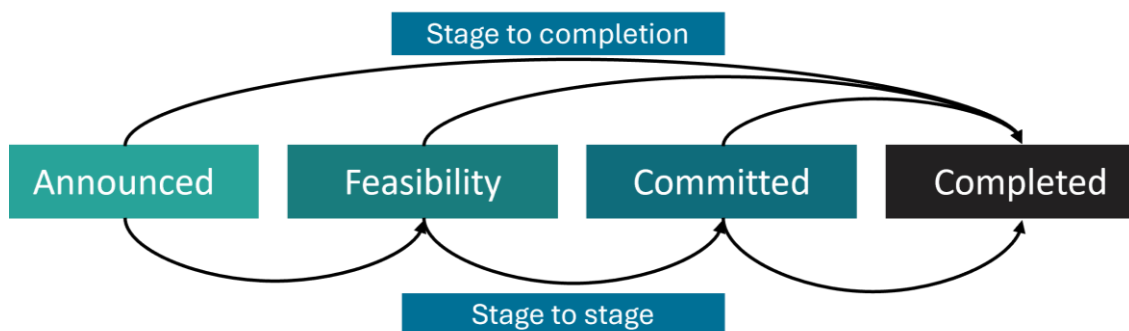 Stage to completion
Announced
Feasibility
Committed
Completed
Stage to stage